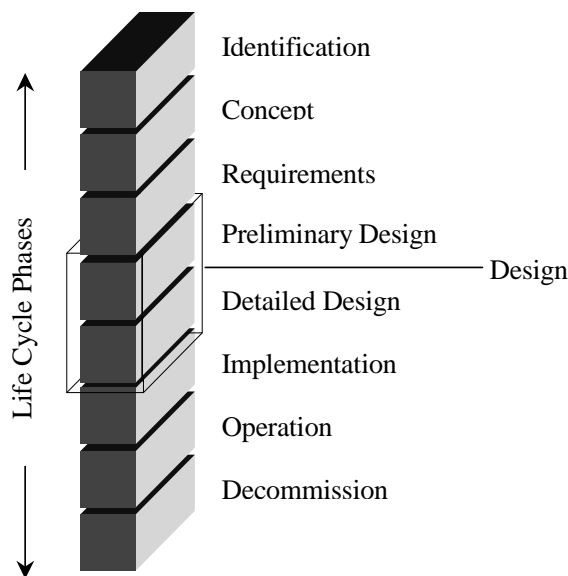 Identification
Concept
Requirements
Preliminary Design
Design
Detailed Design
Implementation
Operation
Decommission
Life Cycle Phases